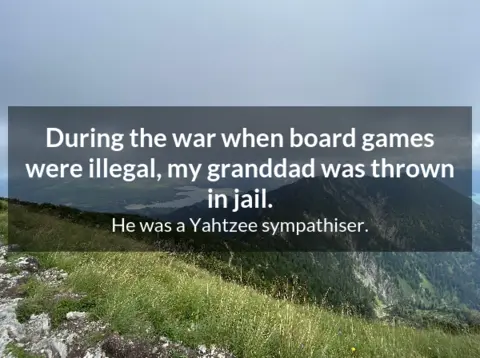 During the war when board games
were illegal, my granddad was thrown
in jail.
He was a Yahtzee sympathiser.